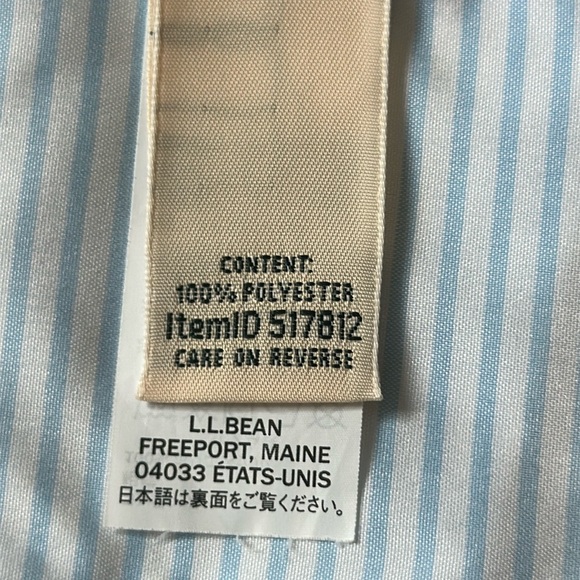 CONTENT:
100% POLYESTER
ItemID 517812
CARE ON REVERSE
L.L.BEAN
FREEPORT, MAINE
04033 ÉTATS-UNIS
日本語は裏面をご覧ください。